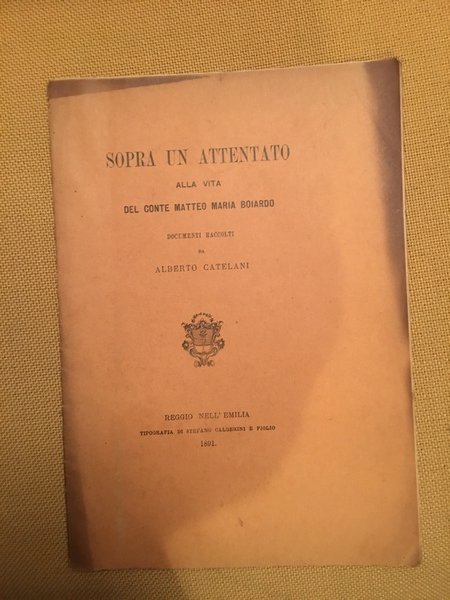 SOPRA UN ATTENTATO
ALLA VITA
DEL CONTE MATTEO MARIA BOIARDO
DOCUMENTI RACCOLTI
DA
ALBERTO CATELANI
REGGIO NELL'EMILIA
TIPOGRAFIA DI STEFANO CALDERINI E FIGLIO
1891.